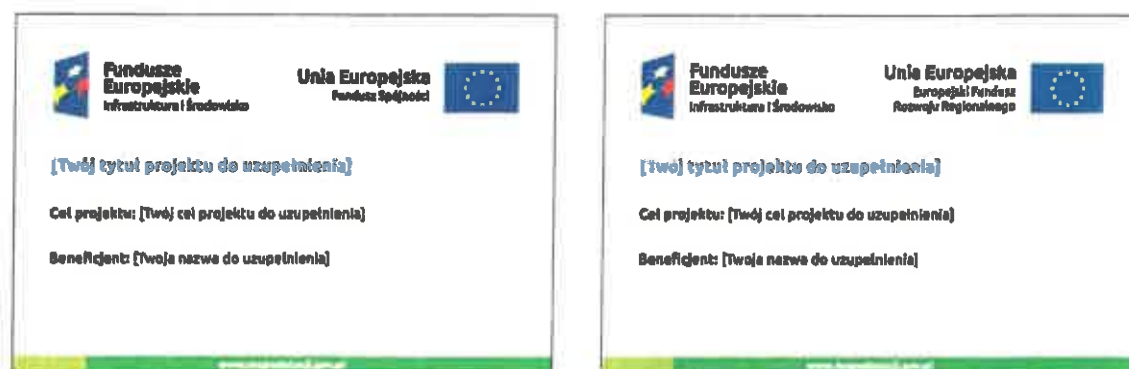 Fundusze
Europejskie
Infrastruktura i Środowisko
Unia Europejska
Fundusz Spójności
[Twój tytuł projektu do uzupełnienia]
Cel projektu: [Twój cel projektu do uzupełnienia]
Beneficjent: [Twoja nazwa do uzupełnienia]
Fundusze
Europejskie
Infrastruktura i Środowisko
Unia Europejska
Europejski Fundusz
Rozwoju Regionalnego
[Twój tytuł projektu do uzupełnienia]
Cel projektu: [Twój cel projektu do uzupełnienia]
Beneficjent: [Twoja nazwa do uzupełnienia]